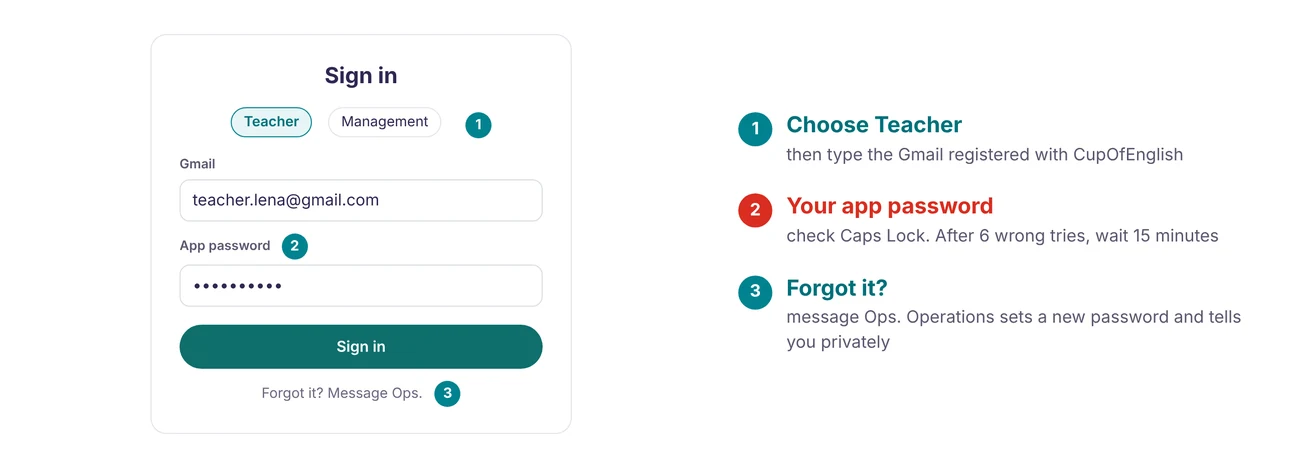 Sign in
Teacher Management 1
Gmail
teacher.lena@gmail.com
App password 2
••••••••••
Sign in
Forgot it? Message Ops. 3
1 Choose Teacher
then type the Gmail registered with CupOfEnglish
2 Your app password
check Caps Lock. After 6 wrong tries, wait 15 minutes
3 Forgot it?
message Ops. Operations sets a new password and tells
you privately